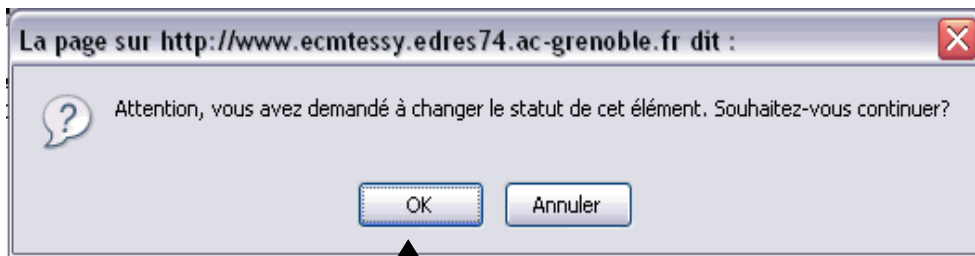 La page sur http://www.ecmtessy.edres74.ac-grenoble.fr dit :
Attention, vous avez demandé à changer le statut de cet élément. Souhaitez-vous continuer?
OK
Annuler